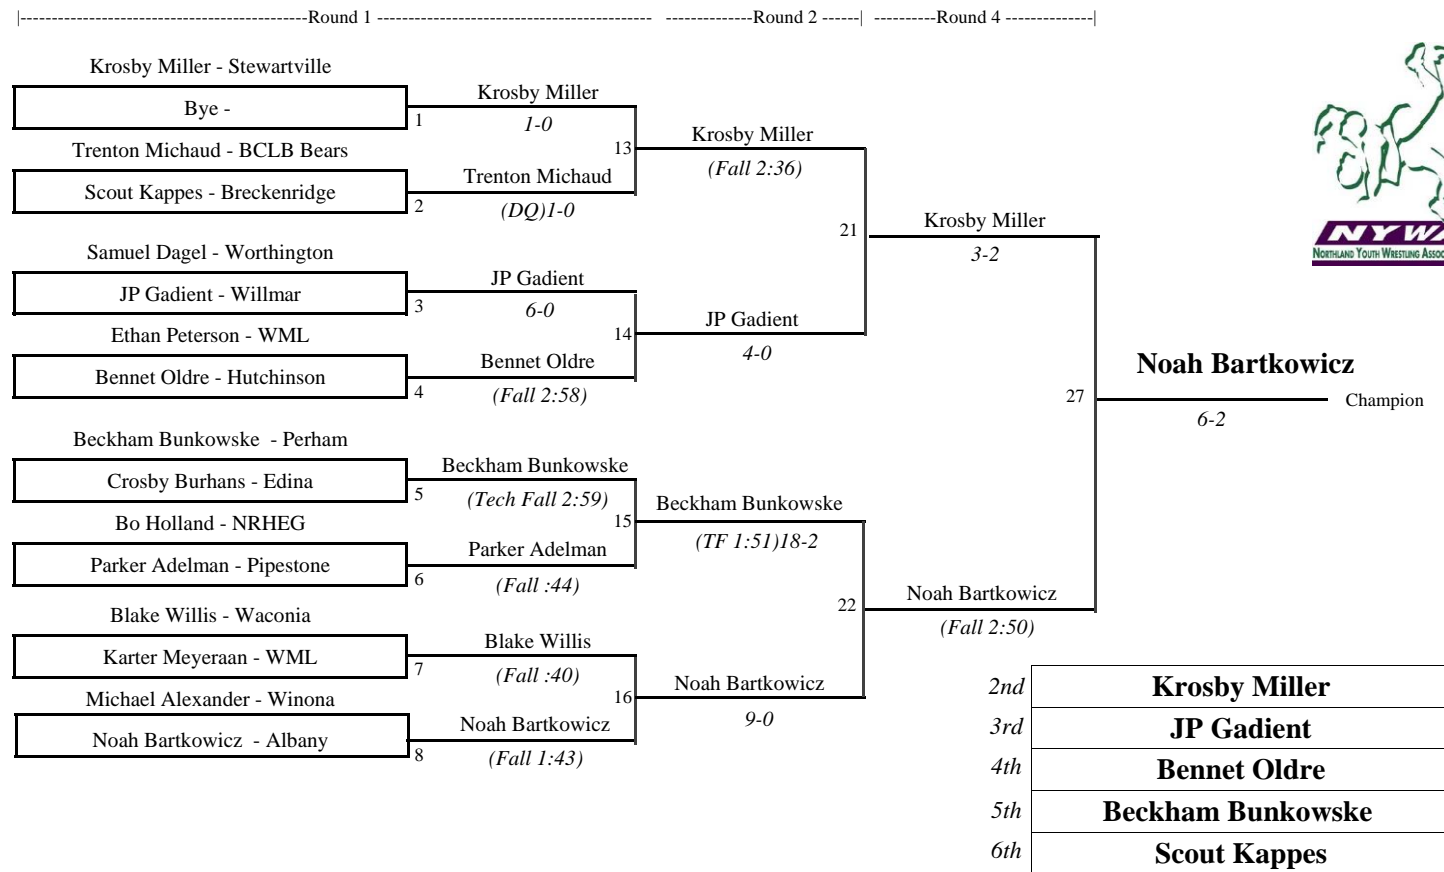 |---Round 1 --- ---Round 2 ---| ---Round 4 ---|
Krosby Miller - Stewartville
Bye -
1
Krosby Miller
1-0
Trenton Michaud - BCLB Bears
Scout Kappes - Breckenridge
2
Trenton Michaud
(DQ)1-0
13
Krosby Miller
(Fall 2:36)
Samuel Dagel - Worthington
JP Gadient - Willmar
3
JP Gadient
6-0
Ethan Peterson - WML
Bennet Oldre - Hutchinson
4
Bennet Oldre
(Fall 2:58)
14
JP Gadient
4-0
21
Krosby Miller
3-2
Beckham Bunkowske - Perham
Crosby Burhans - Edina
5
Beckham Bunkowske
(Tech Fall 2:59)
Bo Holland - NRHEG
Parker Adelman - Pipestone
6
Parker Adelman
(Fall :44)
15
Beckham Bunkowske
(TF 1:51)18-2
Blake Willis - Waconia
Karter Meyeraan - WML
7
Blake Willis
(Fall :40)
Michael Alexander - Winona
Noah Bartkowicz - Albany
8
Noah Bartkowicz
(Fall 1:43)
16
Noah Bartkowicz
9-0
22
Noah Bartkowicz
(Fall 2:50)
27
Noah Bartkowicz
Champion
6-2
2nd Krosby Miller
3rd JP Gadient
4th Bennet Oldre
5th Beckham Bunkowske
6th Scout Kappes
NYW
NORTHLAND YOUTH WRESTLING